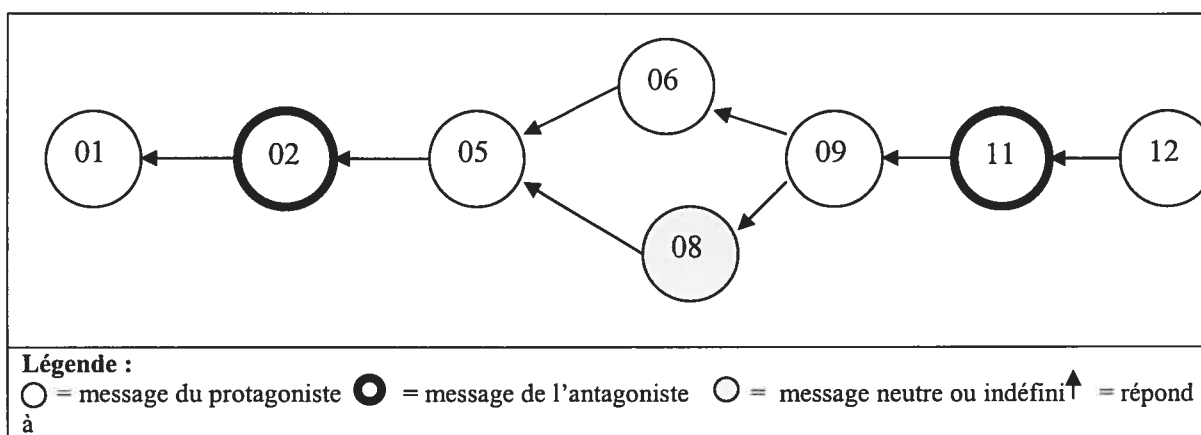 06
01
02
05
09
11
12
08
Légende :
= message du protagoniste = message de l'antagoniste = message neutre ou indéfini = répond
à